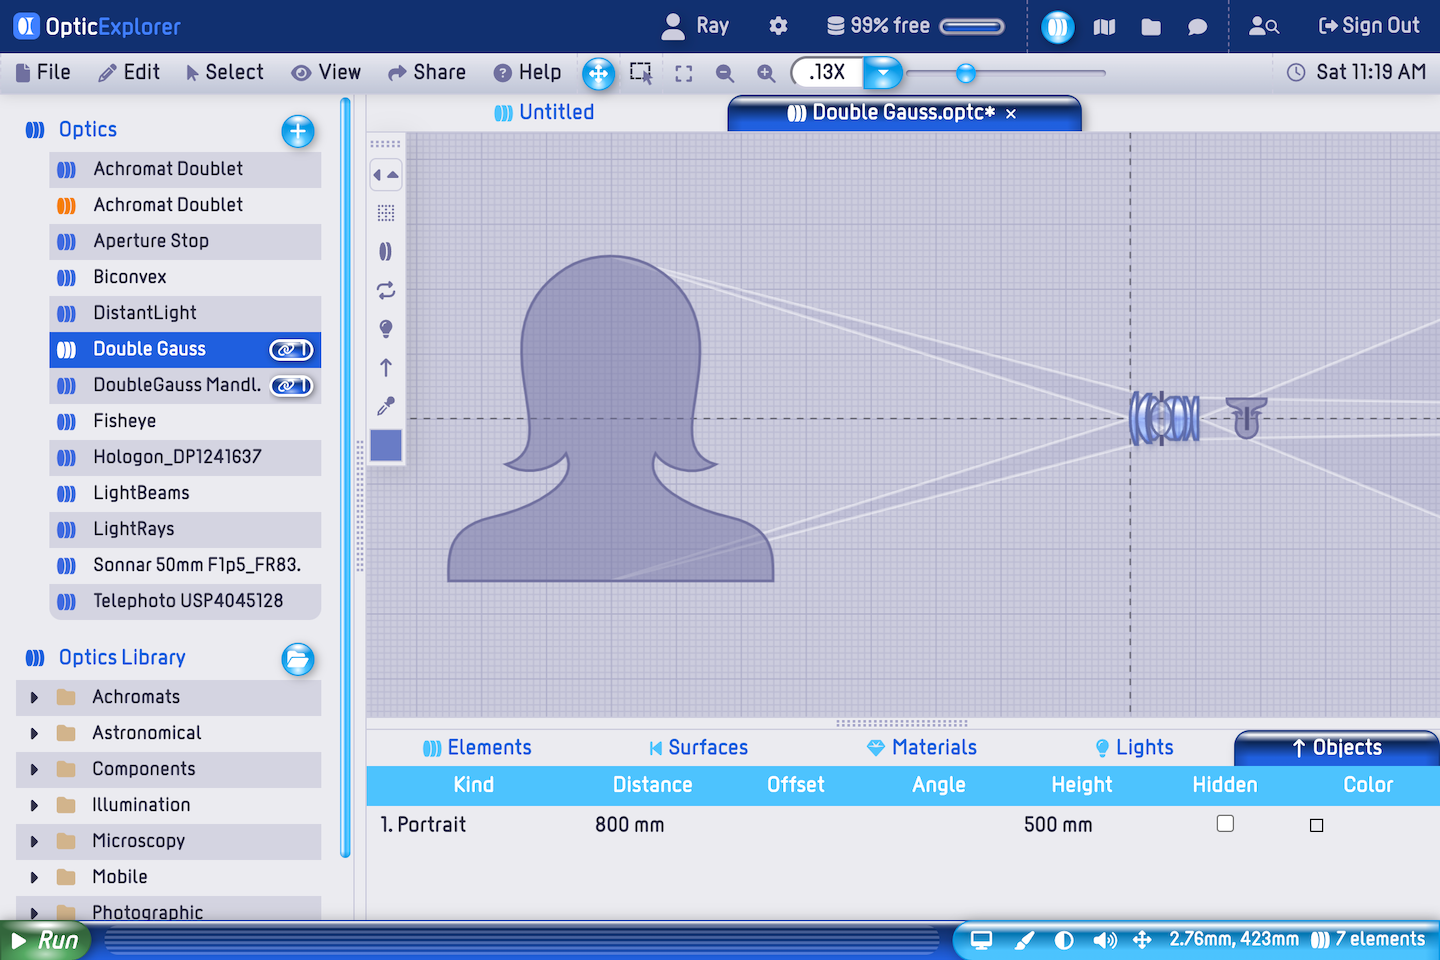 OpticExplorer
Ray
99% free
Sign Out
File
Edit
Select
View
Share
Help
.13X
Sat 11:19 AM
Optics
Achromat Doublet
Achromat Doublet
Aperture Stop
Biconvex
DistantLight
Double Gauss 1
DoubleGauss Mandl. 1
Fisheye
Hologon_DP1241637
LightBeams
LightRays
Sonnar 50mm F1p5_FR83.
Telephoto USP4045128
Optics Library
Achromats
Astronomical
Components
Illumination
Microscopy
Mobile
Photographic
Untitled
Double Gauss.optc* ×
Elements
Surfaces
Materials
Lights
Objects
Kind Distance Offset Angle Height Hidden Color
1. Portrait 800 mm 500 mm
Run
2.76mm, 423mm
7 elements